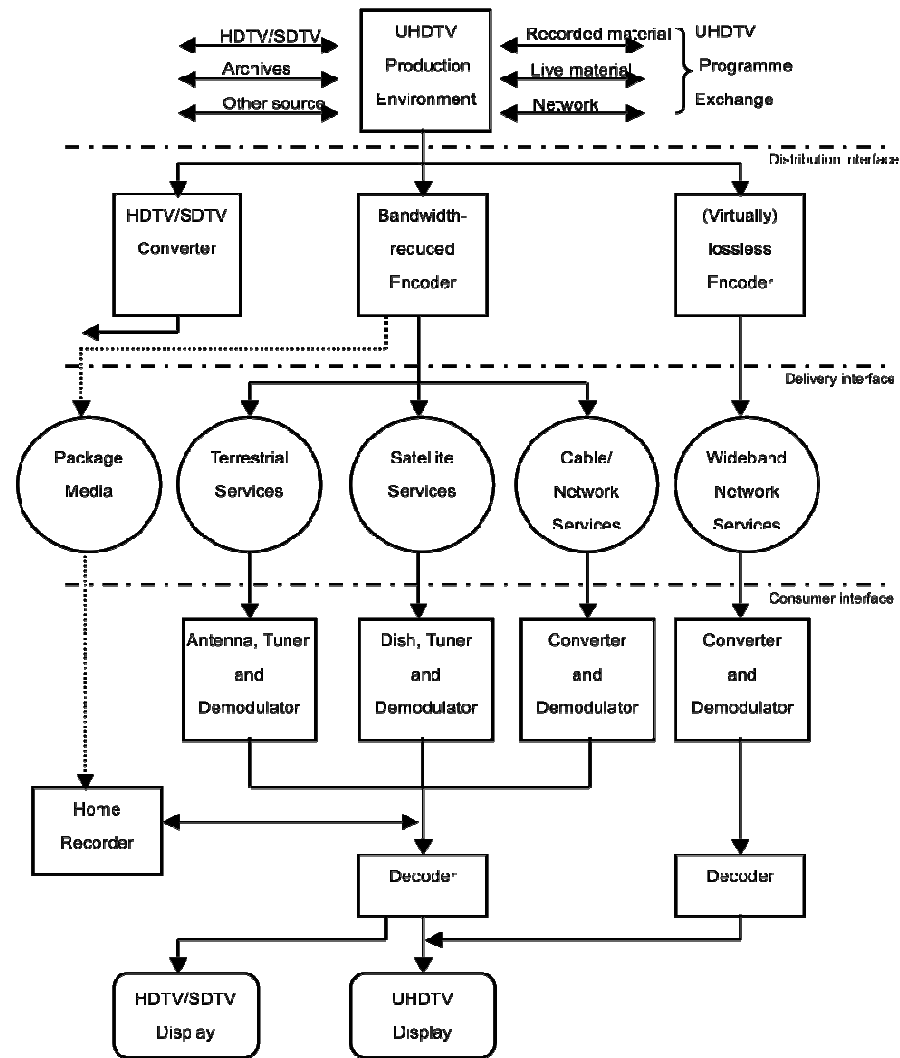 HDTV/SDTV
Archives
Other source
UHDTV
Production
Environment
Recorded material
Live material
Network
UHDTV
Programme
Exchange
Distribution interface
HDTV/SDTV
Converter
Bandwidth-
reduced
Encoder
(Virtually)
lossless
Encoder
Delivery interface
Package
Media
Terrestrial
Services
Satellite
Services
Cable/
Network
Services
Wideband
Network
Services
Consumer interface
Antenna, Tuner
and
Demodulator
Dish, Tuner
and
Demodulator
Converter
and
Demodulator
Converter
and
Demodulator
Home
Recorder
Decoder
Decoder
HDTV/SDTV
Display
UHDTV
Display